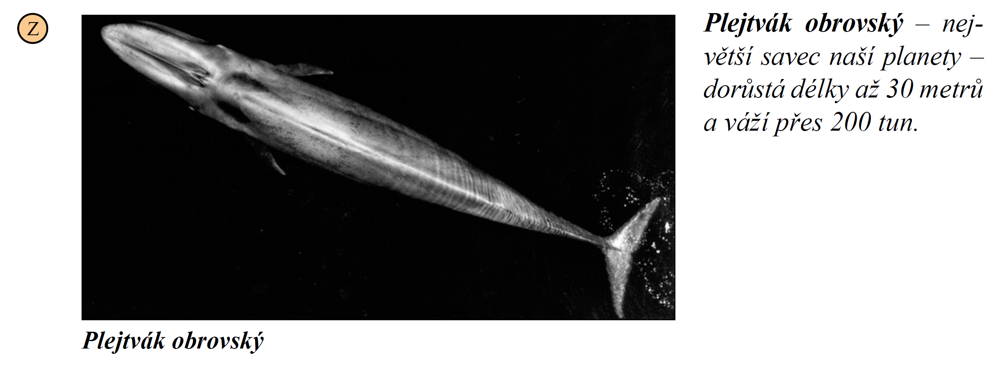 Z
Plejtvák obrovský – nej-
větší savec naší planety –
dorůstá délky až 30 metrů
a váží přes 200 tun.
Plejtvák obrovský